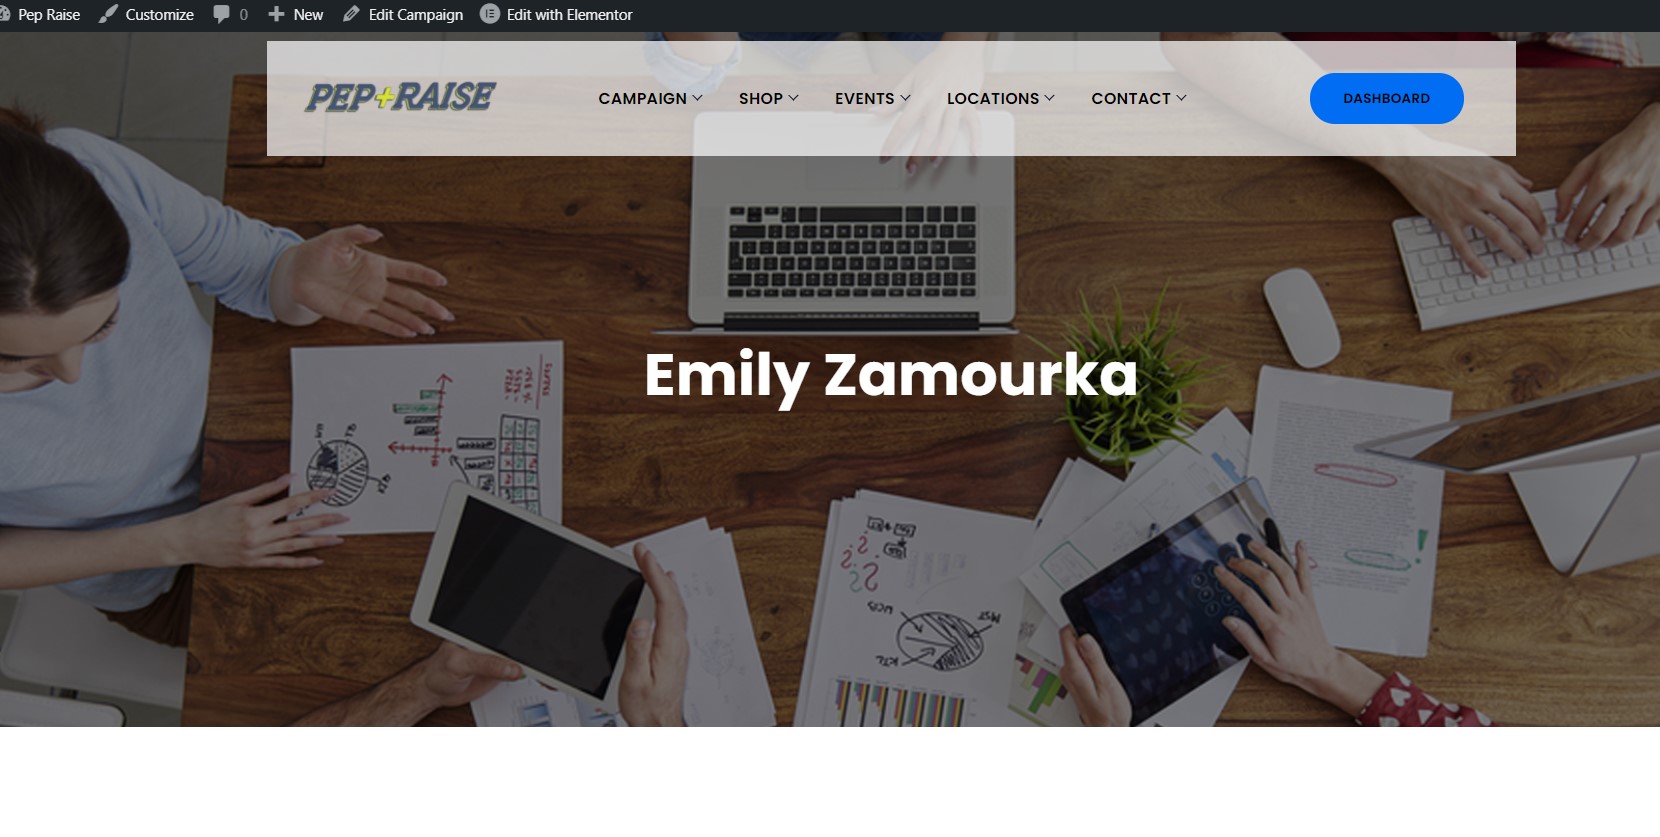 Pep Raise Customize 0 New Edit Campaign Edit with Elementor
PEP+RAISE CAMPAIGN SHOP EVENTS LOCATIONS CONTACT DASHBOARD
Emily Zamourka